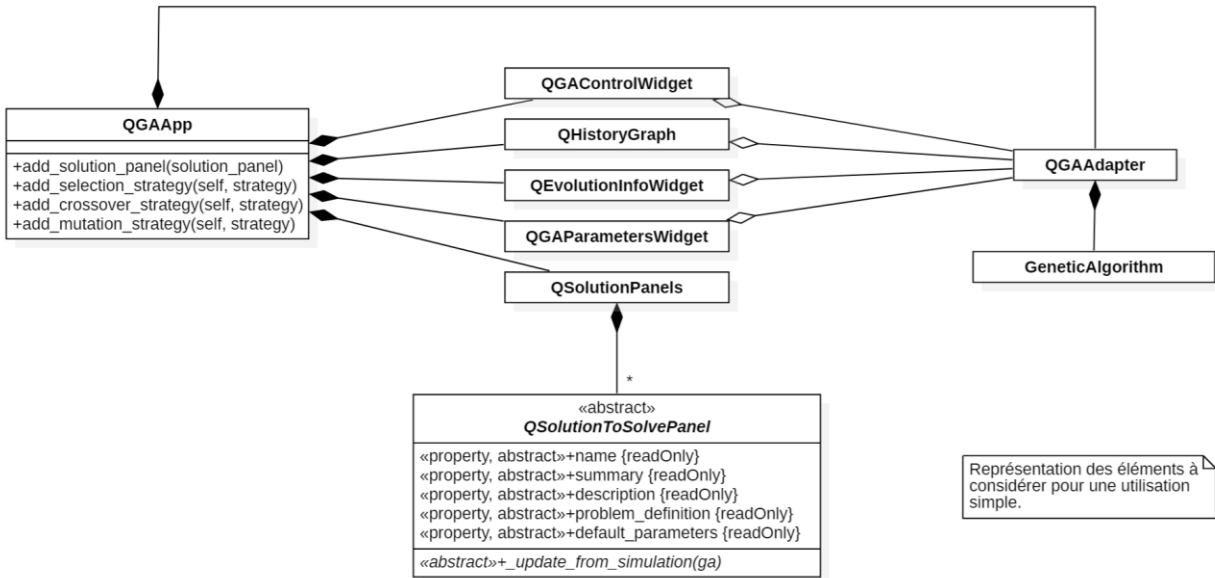 QGAApp
+add_solution_panel(solution_panel)
+add_selection_strategy(self, strategy)
+add_crossover_strategy(self, strategy)
+add_mutation_strategy(self, strategy)
QGAControlWidget
QHistoryGraph
QEvolutionInfoWidget
QGAParametersWidget
QSolutionPanels
QGAAdapter
GeneticAlgorithm
*
«abstract»
QSolutionToSolvePanel
«property, abstract»+name {readOnly}
«property, abstract»+summary {readOnly}
«property, abstract»+description {readOnly}
«property, abstract»+problem_definition {readOnly}
«property, abstract»+default_parameters {readOnly}
«abstract»+_update_from_simulation(ga)
Représentation des éléments à
considérer pour une utilisation
simple.